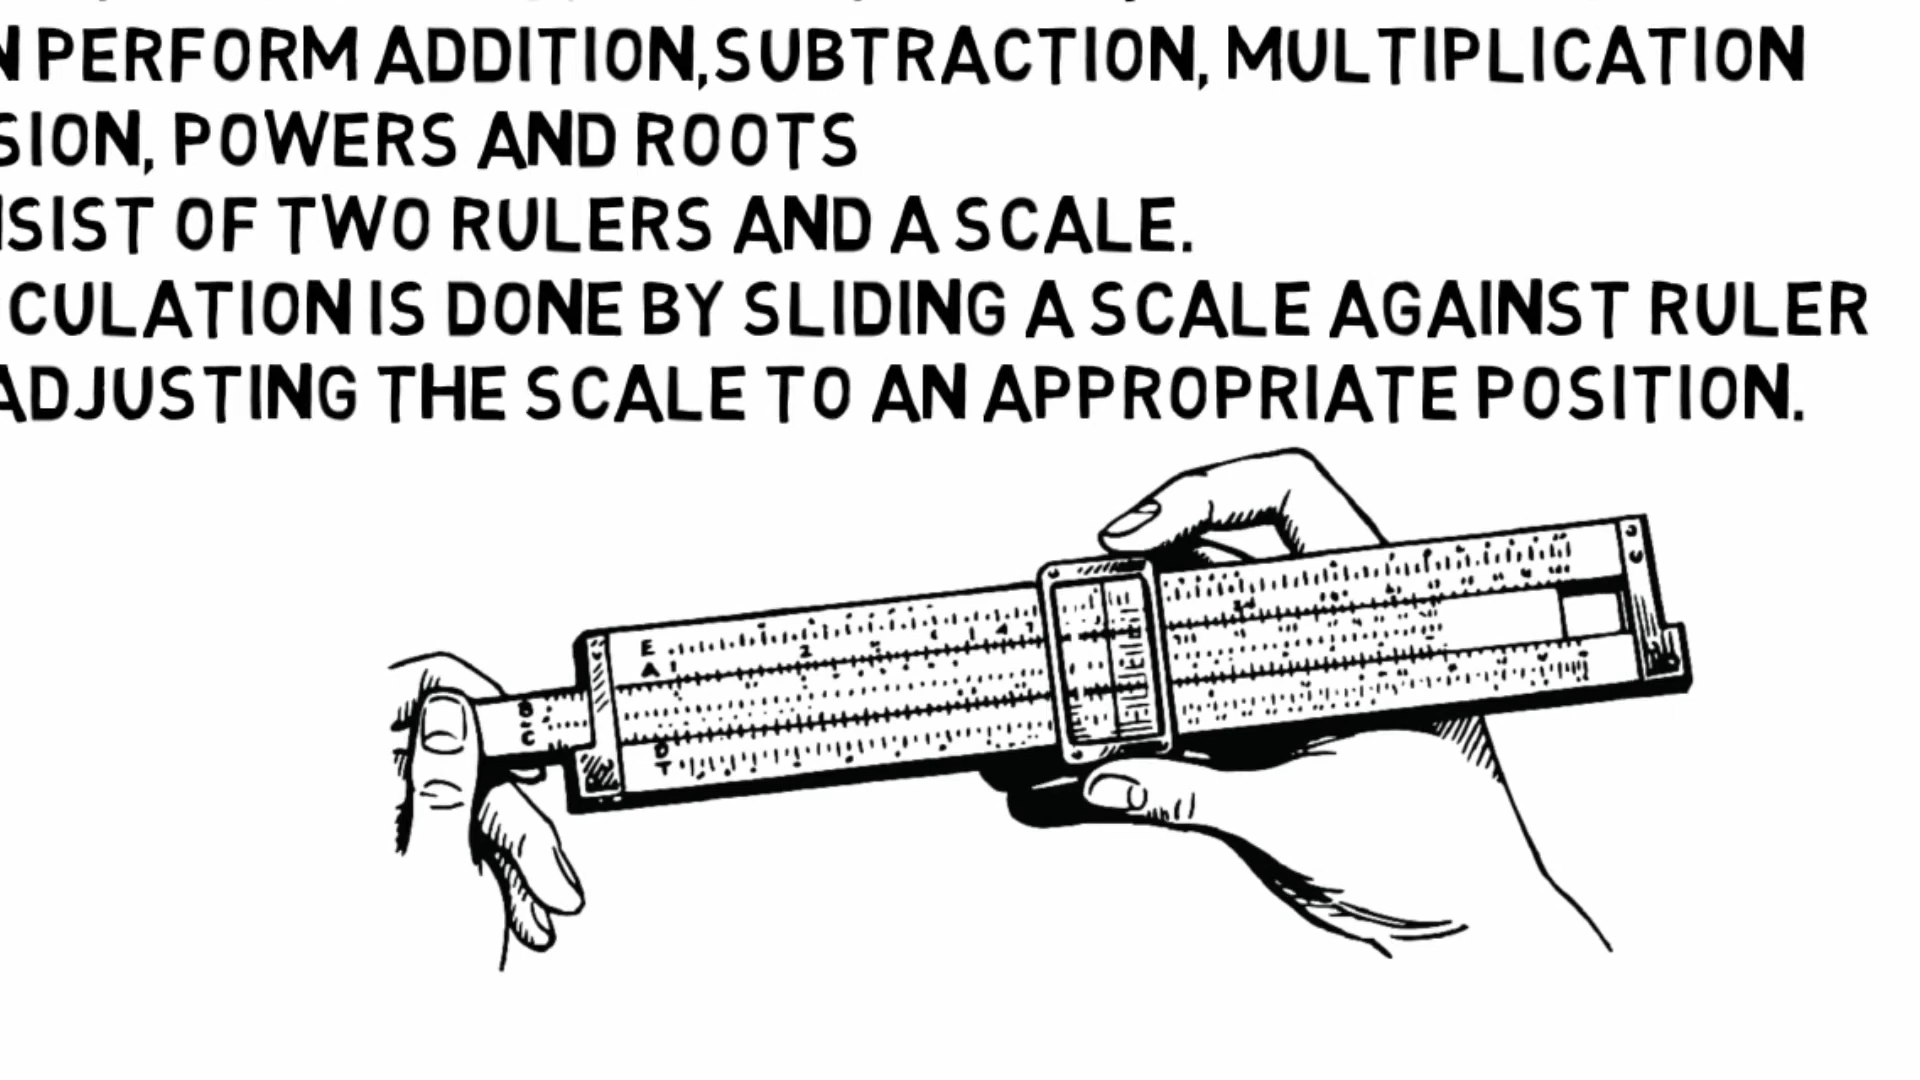 N PERFORM ADDITION,SUBTRACTION, MULTIPLICATION
SION, POWERS AND ROOTS
NSIST OF TWO RULERS AND A SCALE.
CULATION IS DONE BY SLIDING A SCALE AGAINST RULER
ADJUSTING THE SCALE TO AN APPROPRIATE POSITION.
E
A
B
C
D
T